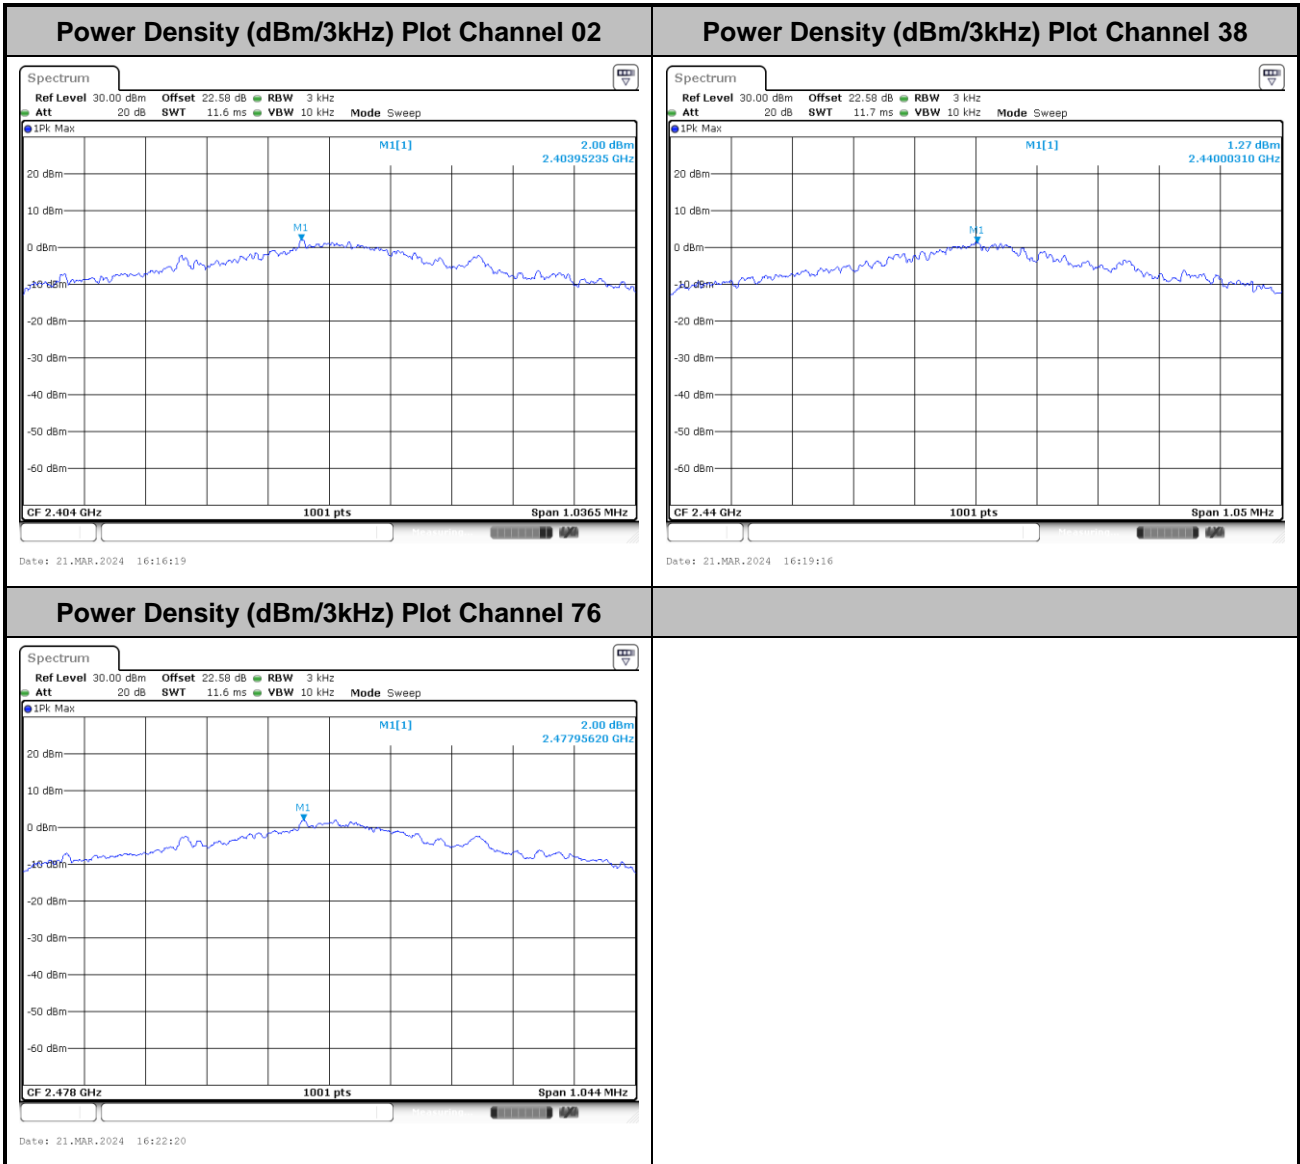 Power Density (dBm/3kHz) Plot Channel 02
Spectrum
Ref Level 30.00 dBm Offset 22.58 dB RBW 3 kHz
Att 20 dB SWT 11.6 ms VBW 10 kHz Mode Sweep
1Pk Max
M1[1] 2.00 dBm
2.40395235 GHz
20 dBm
10 dBm
M1
0 dBm
-10 dBm
-20 dBm
-30 dBm
-40 dBm
-50 dBm
-60 dBm
CF 2.404 GHz 1001 pts Span 1.0365 MHz
Measuring
Date: 21.MAR.2024 16:16:19
Power Density (dBm/3kHz) Plot Channel 38
Spectrum
Ref Level 30.00 dBm Offset 22.58 dB RBW 3 kHz
Att 20 dB SWT 11.7 ms VBW 10 kHz Mode Sweep
1Pk Max
M1[1] 1.27 dBm
2.44000310 GHz
20 dBm
10 dBm
M1
0 dBm
-10 dBm
-20 dBm
-30 dBm
-40 dBm
-50 dBm
-60 dBm
CF 2.44 GHz 1001 pts Span 1.05 MHz
Measuring
Date: 21.MAR.2024 16:19:16
Power Density (dBm/3kHz) Plot Channel 76
Spectrum
Ref Level 30.00 dBm Offset 22.58 dB RBW 3 kHz
Att 20 dB SWT 11.6 ms VBW 10 kHz Mode Sweep
1Pk Max
M1[1] 2.00 dBm
2.47795620 GHz
20 dBm
10 dBm
M1
0 dBm
-10 dBm
-20 dBm
-30 dBm
-40 dBm
-50 dBm
-60 dBm
CF 2.478 GHz 1001 pts Span 1.044 MHz
Measuring
Date: 21.MAR.2024 16:22:20